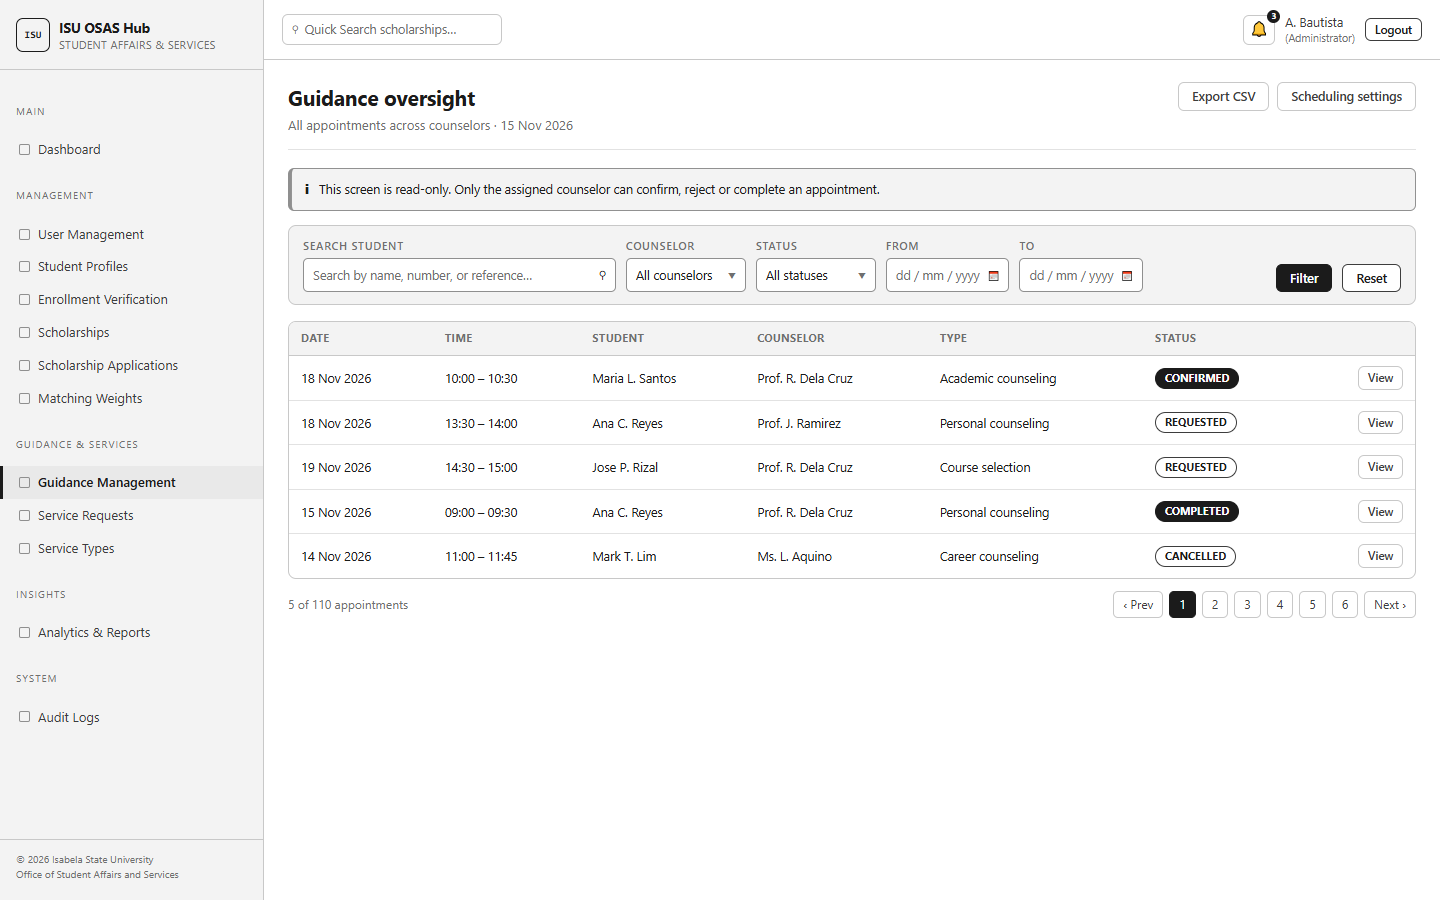 ISU
ISU OSAS Hub
STUDENT AFFAIRS & SERVICES
MAIN
Dashboard
MANAGEMENT
User Management
Student Profiles
Enrollment Verification
Scholarships
Scholarship Applications
Matching Weights
GUIDANCE & SERVICES
Guidance Management
Service Requests
Service Types
INSIGHTS
Analytics & Reports
SYSTEM
Audit Logs
© 2026 Isabela State University
Office of Student Affairs and Services
Quick Search scholarships...
3
A. Bautista
(Administrator)
Logout
Guidance oversight
All appointments across counselors · 15 Nov 2026
Export CSV
Scheduling settings
i This screen is read-only. Only the assigned counselor can confirm, reject or complete an appointment.
SEARCH STUDENT COUNSELOR STATUS FROM TO
Search by name, number, or reference... All counselors All statuses dd / mm / yyyy dd / mm / yyyy Filter Reset
DATE TIME STUDENT COUNSELOR TYPE STATUS
18 Nov 2026 10:00 – 10:30 Maria L. Santos Prof. R. Dela Cruz Academic counseling CONFIRMED View
18 Nov 2026 13:30 – 14:00 Ana C. Reyes Prof. J. Ramirez Personal counseling REQUESTED View
19 Nov 2026 14:30 – 15:00 Jose P. Rizal Prof. R. Dela Cruz Course selection REQUESTED View
15 Nov 2026 09:00 – 09:30 Ana C. Reyes Prof. R. Dela Cruz Personal counseling COMPLETED View
14 Nov 2026 11:00 – 11:45 Mark T. Lim Ms. L. Aquino Career counseling CANCELLED View
5 of 110 appointments
‹ Prev 1 2 3 4 5 6 Next ›